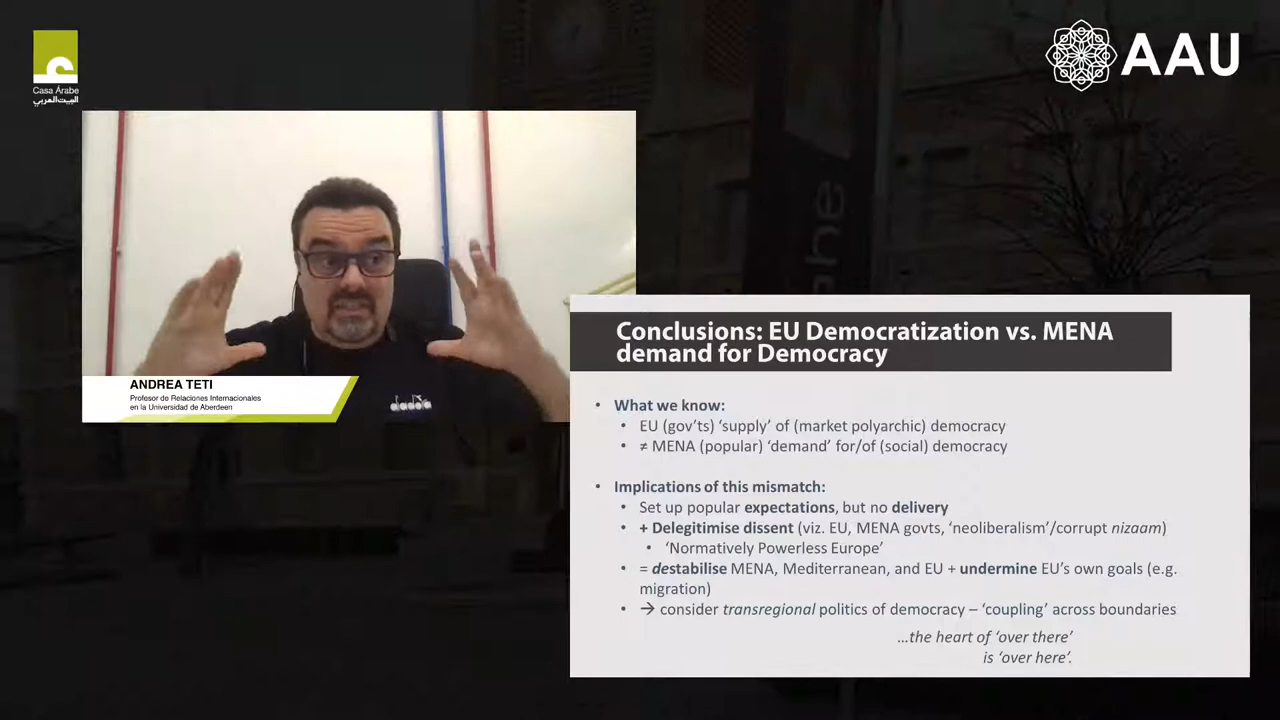 Casa Árabe
البيت العربي
AAU
ANDREA TETI
Profesor de Relaciones Internacionales
en la Universidad de Aberdeen
diadora
Conclusions: EU Democratization vs. MENA
demand for Democracy
• What we know:
• EU (gov'ts) ‘supply’ of (market polyarchic) democracy
• ≠ MENA (popular) ‘demand’ for/of (social) democracy
• Implications of this mismatch:
• Set up popular expectations, but no delivery
• + Delegitimise dissent (viz. EU, MENA govts, ‘neoliberalism’/corrupt nizaam)
• ‘Normatively Powerless Europe’
• = destabilise MENA, Mediterranean, and EU + undermine EU’s own goals (e.g.
migration)
• → consider transregional politics of democracy – ‘coupling’ across boundaries
…the heart of ‘over there’
is ‘over here’.